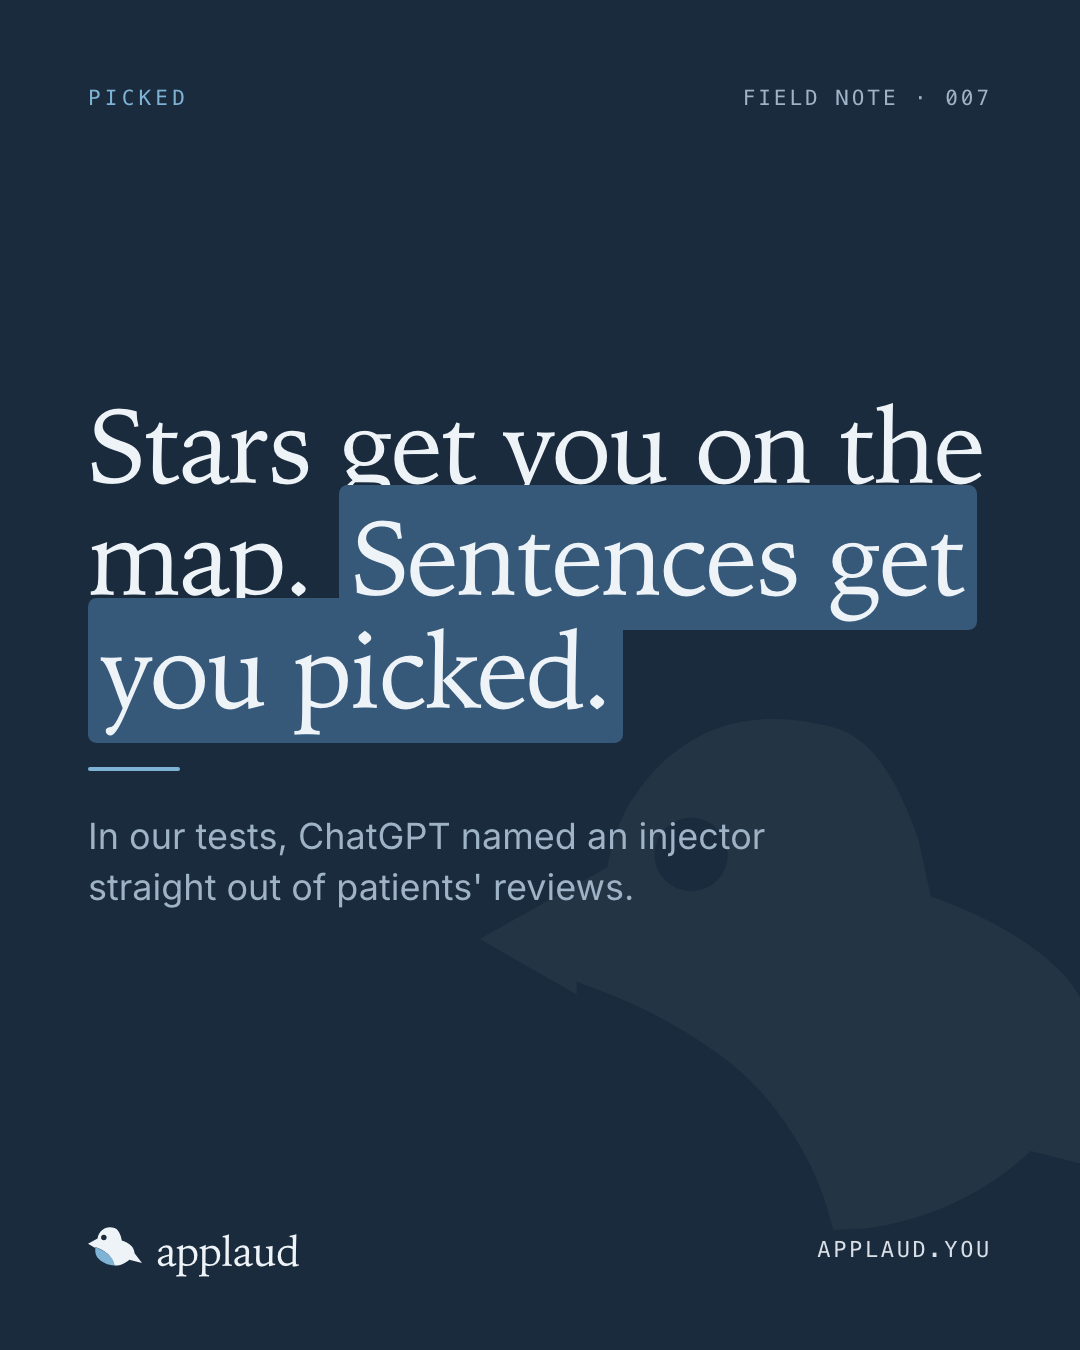 PICKED
FIELD NOTE · 007
Stars get you on the
map. Sentences get
you picked.
In our tests, ChatGPT named an injector
straight out of patients' reviews.
applaud
APPLAUD.YOU